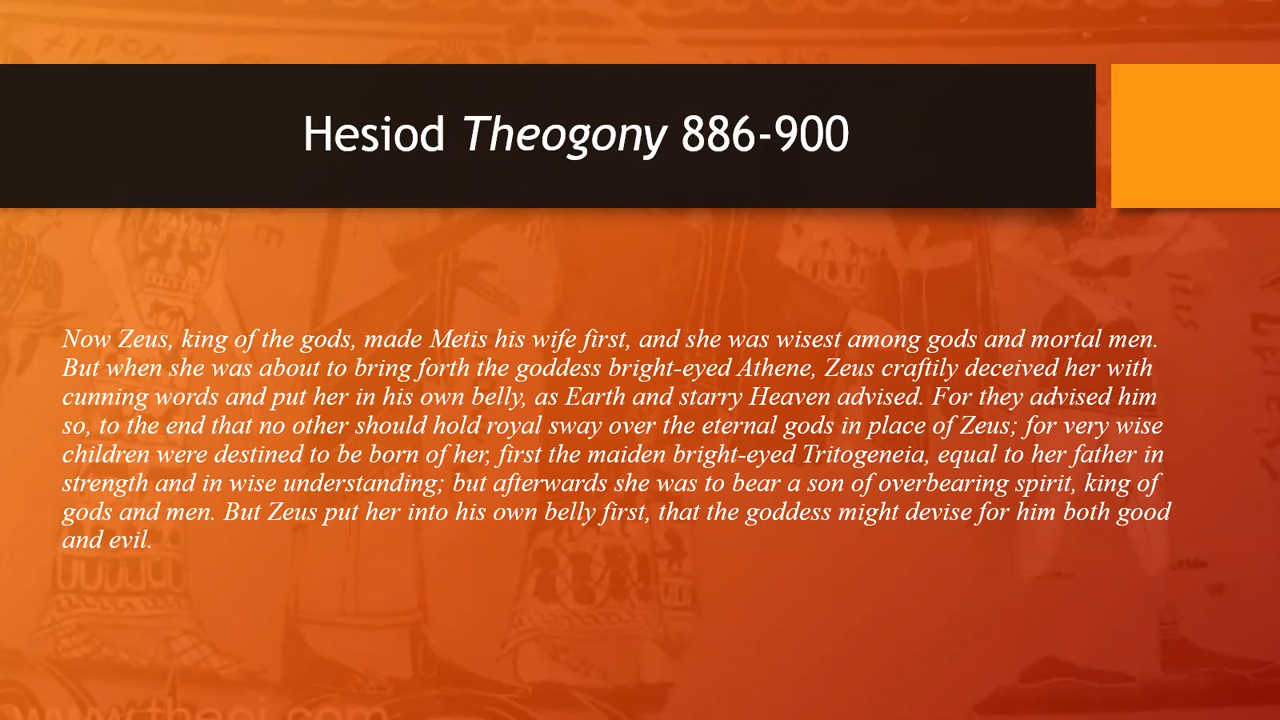 ΧΙΡΟΝ
Hesiod Theogony 886-900
Now Zeus, king of the gods, made Metis his wife first, and she was wisest among gods and mortal men.
But when she was about to bring forth the goddess bright-eyed Athene, Zeus craftily deceived her with
cunning words and put her in his own belly, as Earth and starry Heaven advised. For they advised him
so, to the end that no other should hold royal sway over the eternal gods in place of Zeus; for very wise
children were destined to be born of her, first the maiden bright-eyed Tritogeneia, equal to her father in
strength and in wise understanding; but afterwards she was to bear a son of overbearing spirit, king of
gods and men. But Zeus put her into his own belly first, that the goddess might devise for him both good
and evil.
www.theoi.com